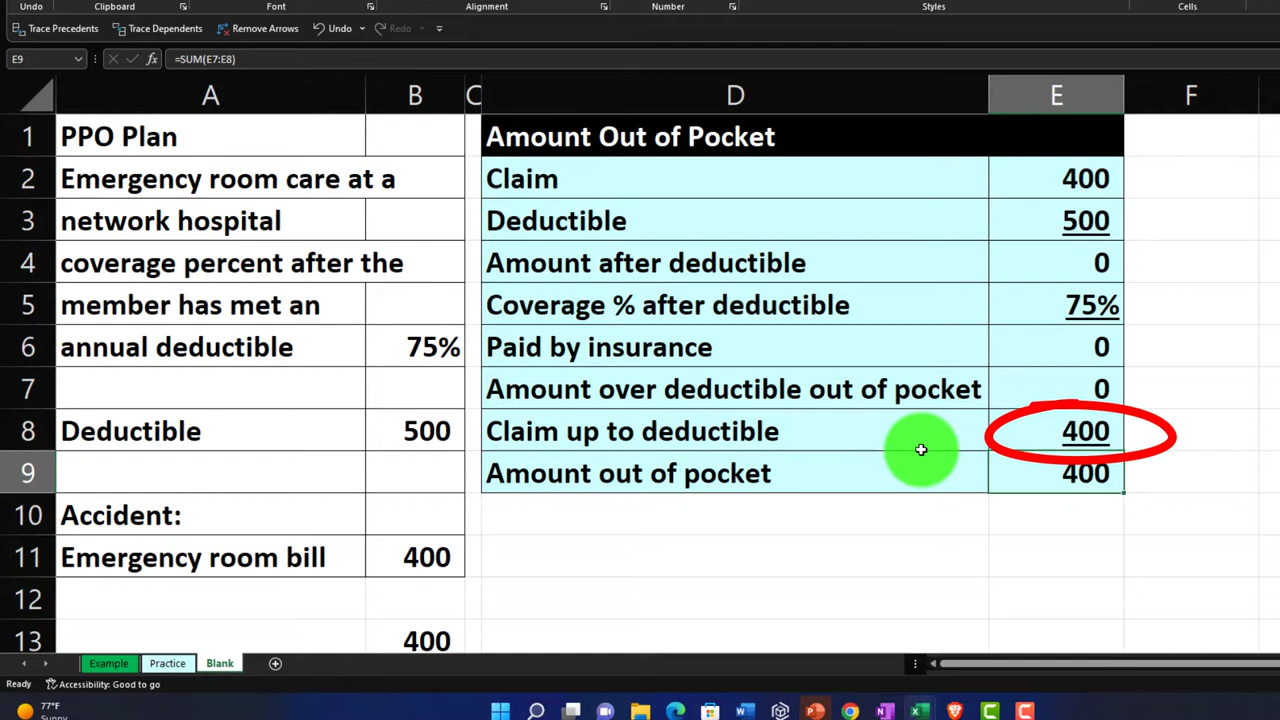 Undo
Clipboard
Font
Alignment
Number
Styles
Cells
Trace Precedents
Trace Dependents
Remove Arrows
Undo
Redo
E9
fx
=SUM(E7:E8)
A B C D E F
1 PPO Plan Amount Out of Pocket
2 Emergency room care at a Claim 400
3 network hospital Deductible 500
4 coverage percent after the Amount after deductible 0
5 member has met an Coverage % after deductible 75%
6 annual deductible 75% Paid by insurance 0
7 Amount over deductible out of pocket 0
8 Deductible 500 Claim up to deductible 400
9 Amount out of pocket 400
10 Accident:
11 Emergency room bill 400
12
13 400
Example Practice Blank
Ready Accessibility: Good to go
77°F
Sunny